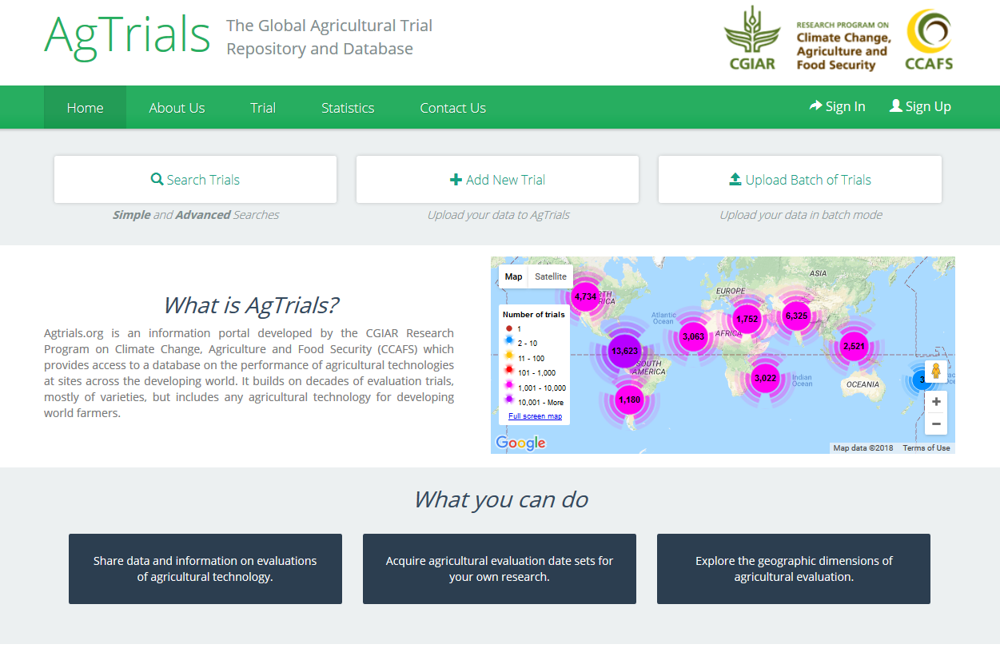 AgTrials
The Global Agricultural Trial
Repository and Database
CGIAR
RESEARCH PROGRAM ON
Climate Change,
Agriculture and
Food Security
CCAFS
Home
About Us
Trial
Statistics
Contact Us
Sign In
Sign Up
Search Trials
Simple and Advanced Searches
Add New Trial
Upload your data to AgTrials
Upload Batch of Trials
Upload your data in batch mode
What is AgTrials?
Agtrials.org is an information portal developed by the CGIAR Research
Program on Climate Change, Agriculture and Food Security (CCAFS) which
provides access to a database on the performance of agricultural technologies
at sites across the developing world. It builds on decades of evaluation trials,
mostly of varieties, but includes any agricultural technology for developing
world farmers.
Map
Satellite
Number of trials
1
2 - 10
11 - 100
101 - 1,000
1,001 - 10,000
10,001 - More
Full screen map
4,734
13,623
1,180
3,063
1,752
6,325
3,022
2,521
3
ASIA
EUROPE
AFRICA
Atlantic
Ocean
SOUTH
AMERICA
Indian
Ocean
OCEANIA
Google
Map data ©2018
Terms of Use
What you can do
Share data and information on evaluations
of agricultural technology.
Acquire agricultural evaluation date sets for
your own research.
Explore the geographic dimensions of
agricultural evaluation.